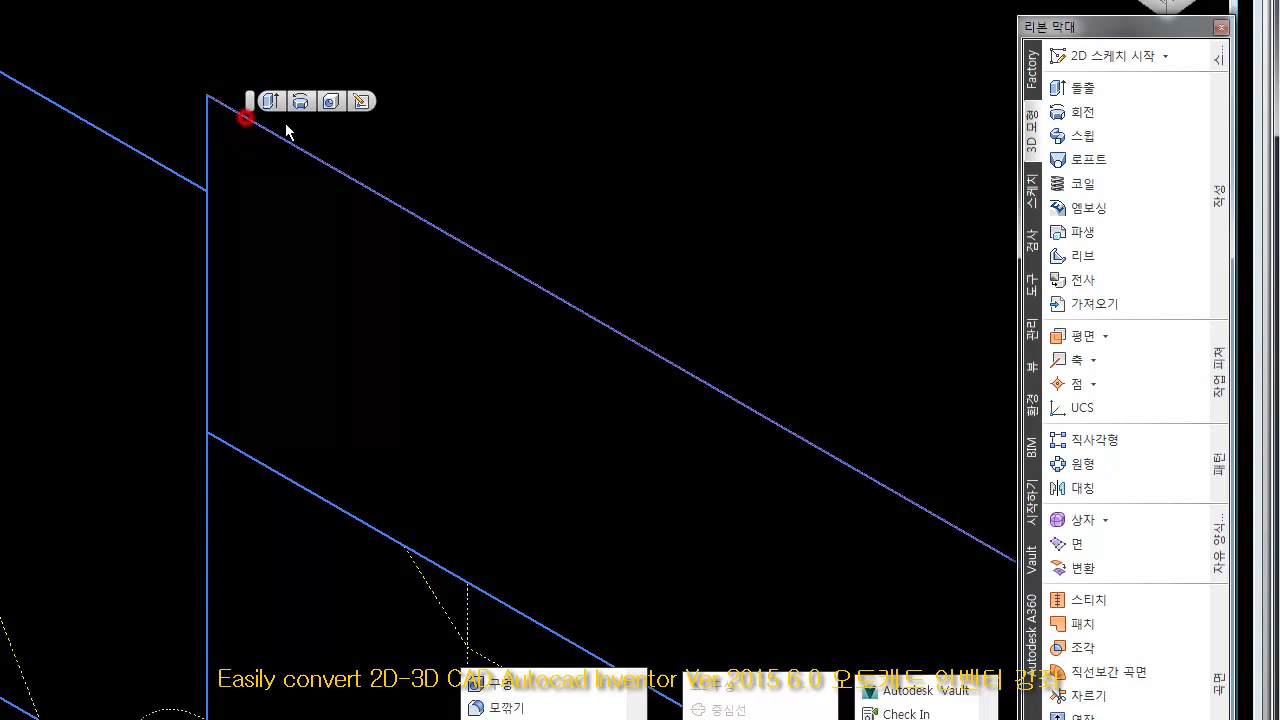 리본 막대
Factory
3D 모형
스케치
검사
도구
관리
뷰
환경
BIM
시작하기
Vault
Autodesk A360
2D 스케치 시작
스...
돌출
회전
스윕
로프트
코일
엠보싱
파생
리브
전사
가져오기
작성
평면
축
점
UCS
작업 피쳐
직사각형
원형
대칭
패턴
상자
면
변환
자유 양식...
스티치
패치
조각
직선보간 곡면
자르기
연장
곡면
구멍
모깎기
중심선
Autodesk Vault
Check In
Easily convert 2D-3D CAD Autocad Inventor Ver 2015 6.0 오토캐드 인벤터 강좌